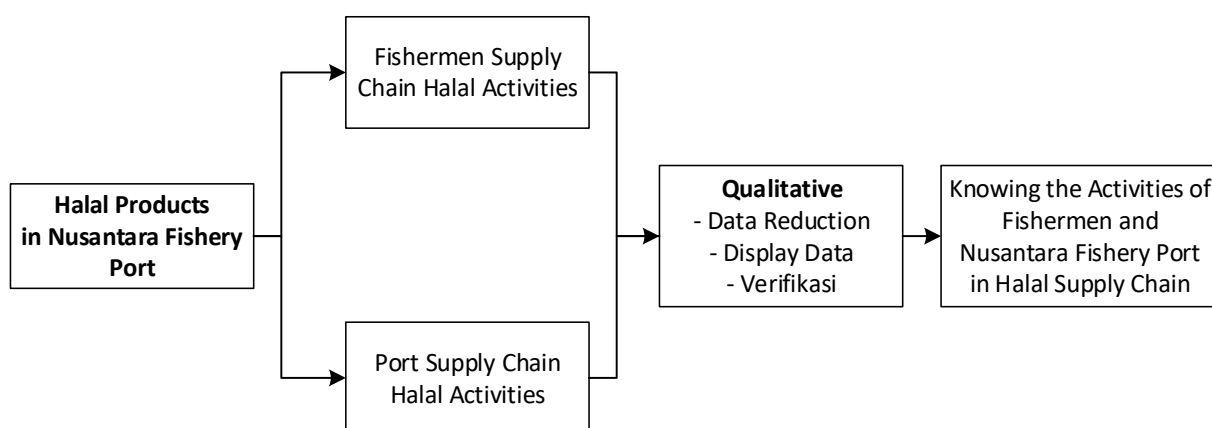 Fishermen Supply
Chain Halal Activities
Halal Products
in Nusantara Fishery
Port
Port Supply Chain
Halal Activities
Qualitative
- Data Reduction
- Display Data
- Verifikasi
Knowing the Activities of
Fishermen and
Nusantara Fishery Port
in Halal Supply Chain